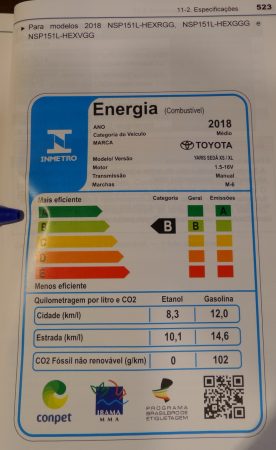 11-2. Especificações 523
Para modelos 2018 NSP151L-HEXRGG, NSP151L-HEXGGG e
NSP151L-HEXVGG
INMETRO
Energia (Combustível)
ANO 2018
Categoria do Veículo Médio
MARCA TOYOTA
Modelo/ Versão YARIS SEDÃ XS / XL
Motor 1.5-16V
Transmissão Manual
Marchas M-6
Mais eficiente Categoria Geral Emissões
A
B B B
C
D
E
Menos eficiente
Quilometragem por litro e CO2 Etanol Gasolina
Cidade (km/l) 8,3 12,0
Estrada (km/l) 10,1 14,6
CO2 Fóssil não renovável (g/km) 0 102
conpet
IBAMA
MMA
PROGRAMA
BRASILEIRO DE
ETIQUETAGEM